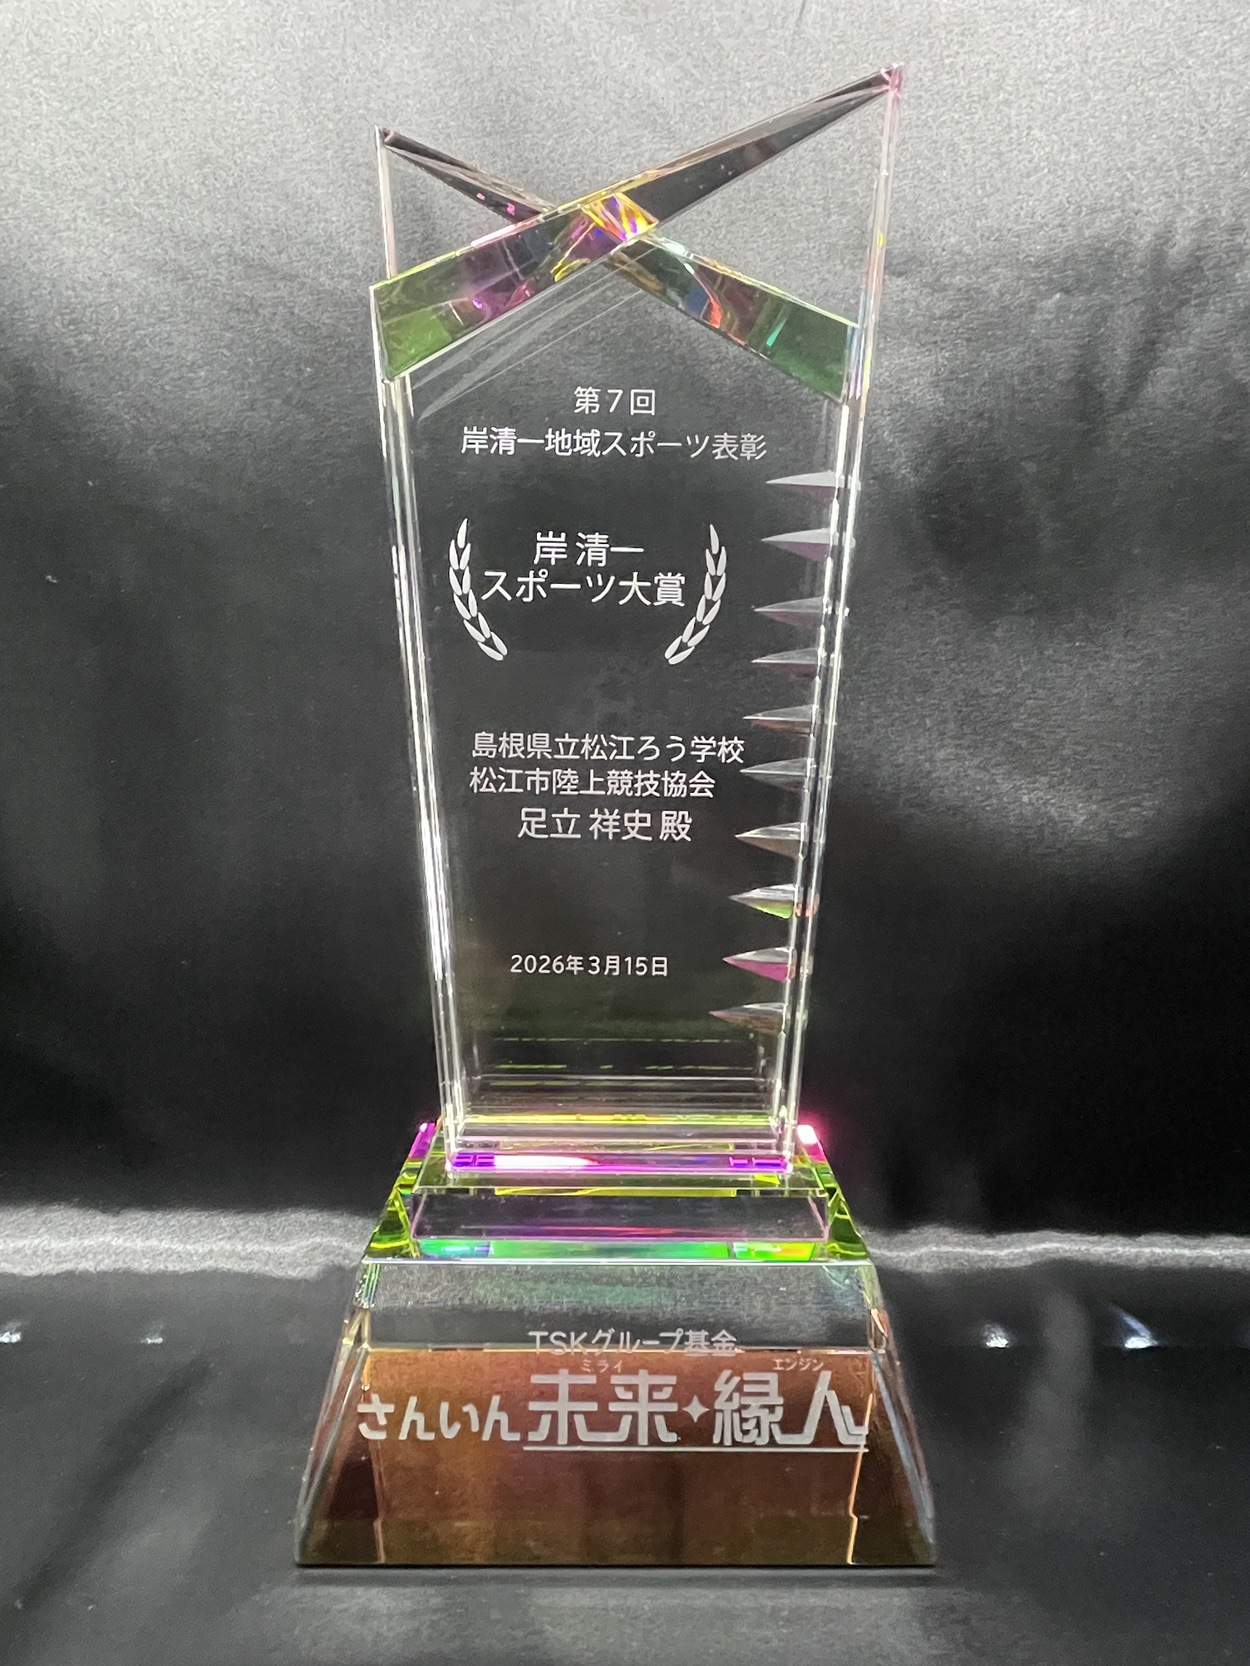 第7回
岸清一地域スポーツ表彰
岸 清一
スポーツ大賞
島根県立松江ろう学校
松江市陸上競技協会
足立 祥史 殿
2026年3月15日
TSKグループ基金
ミライ エンジン
さんいん未来・縁人